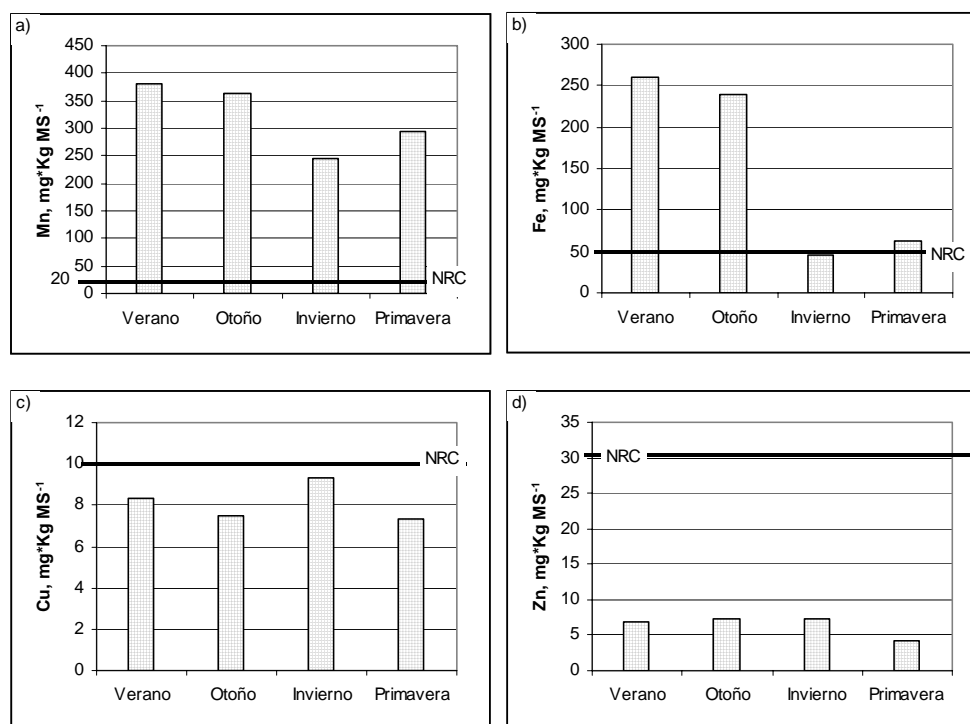 a)
Mn, mg*Kg MS⁻¹
450
400
350
300
250
200
150
100
50
20
0
NRC
Verano Otoño Invierno Primavera
b)
Fe, mg*Kg MS⁻¹
300
250
200
150
100
50
0
NRC
Verano Otoño Invierno Primavera
c)
Cu, mg*Kg MS⁻¹
12
10
8
6
4
2
0
NRC
Verano Otoño Invierno Primavera
d)
Zn, mg*Kg MS⁻¹
35
30
25
20
15
10
5
0
NRC
Verano Otoño Invierno Primavera